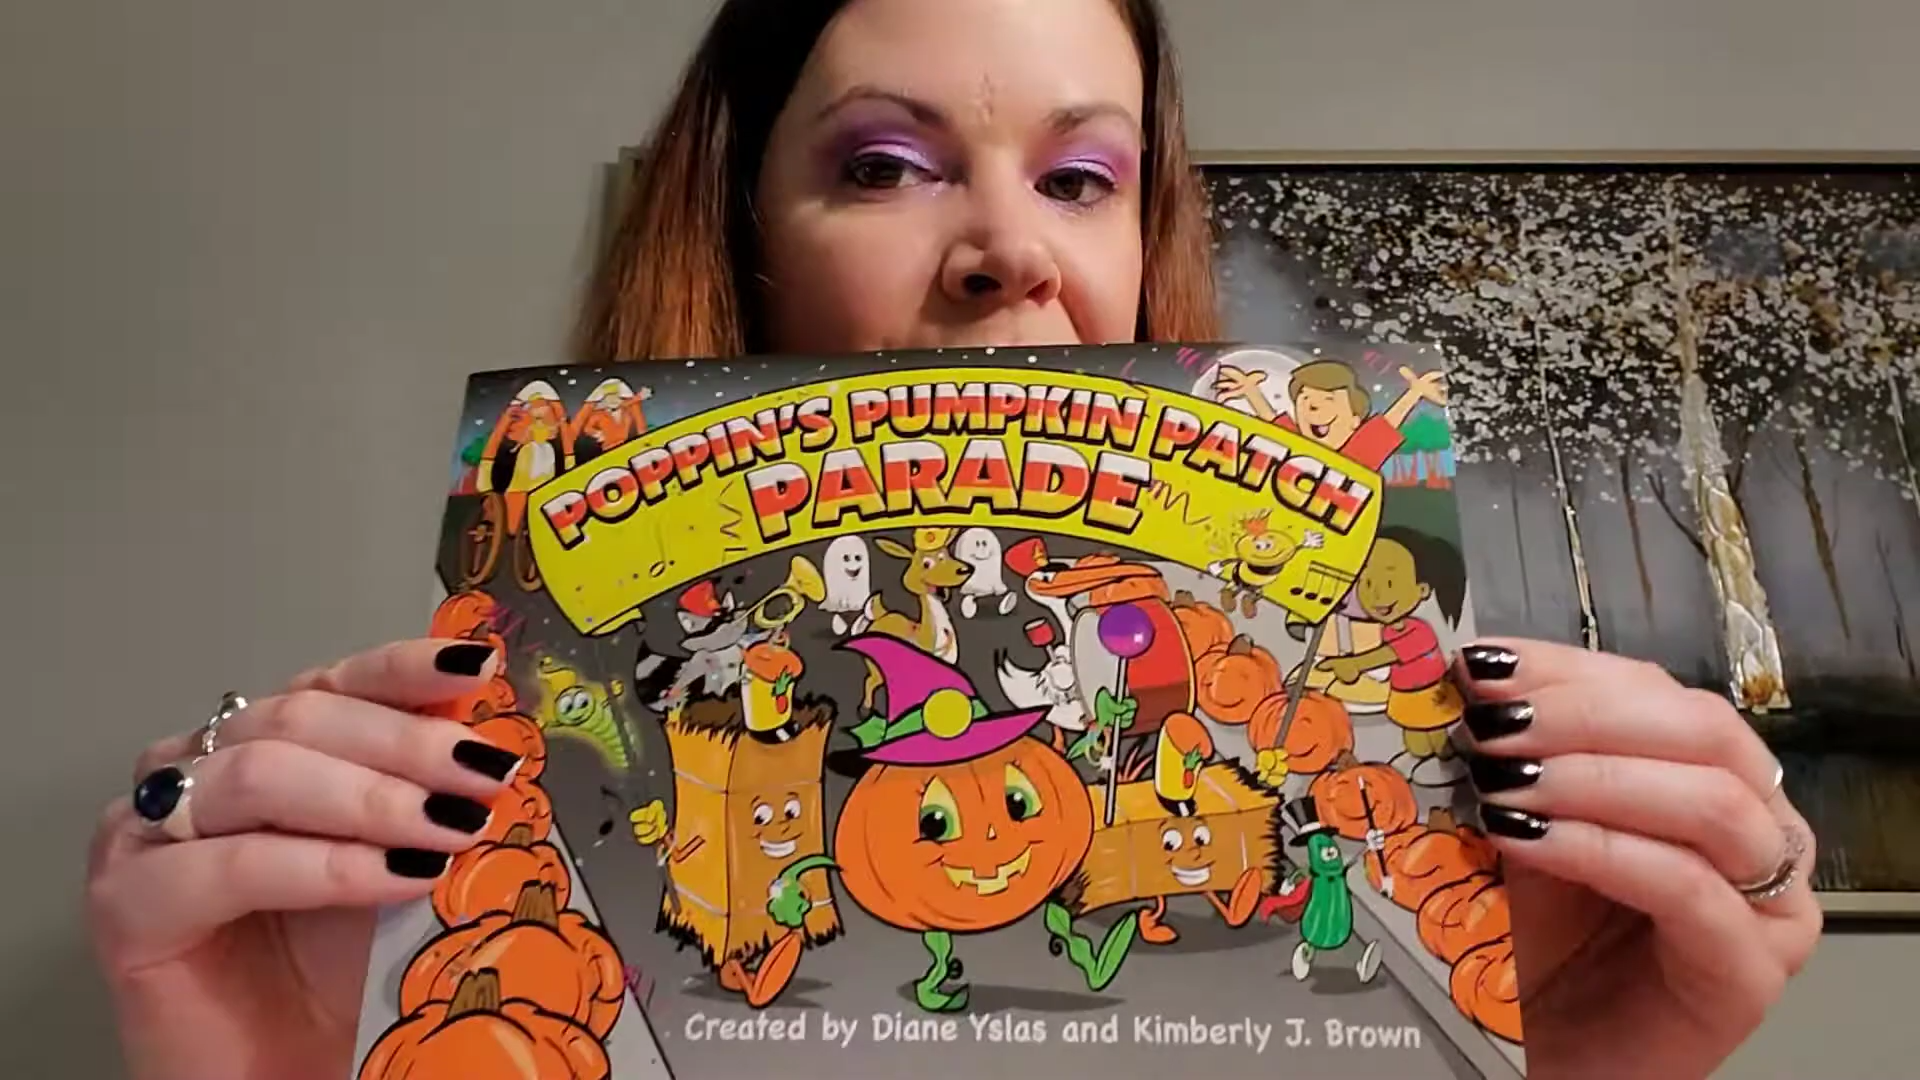 POPPIN'S PUMPKIN PATCH
PARADE
Created by Diane Yslas and Kimberly J. Brown